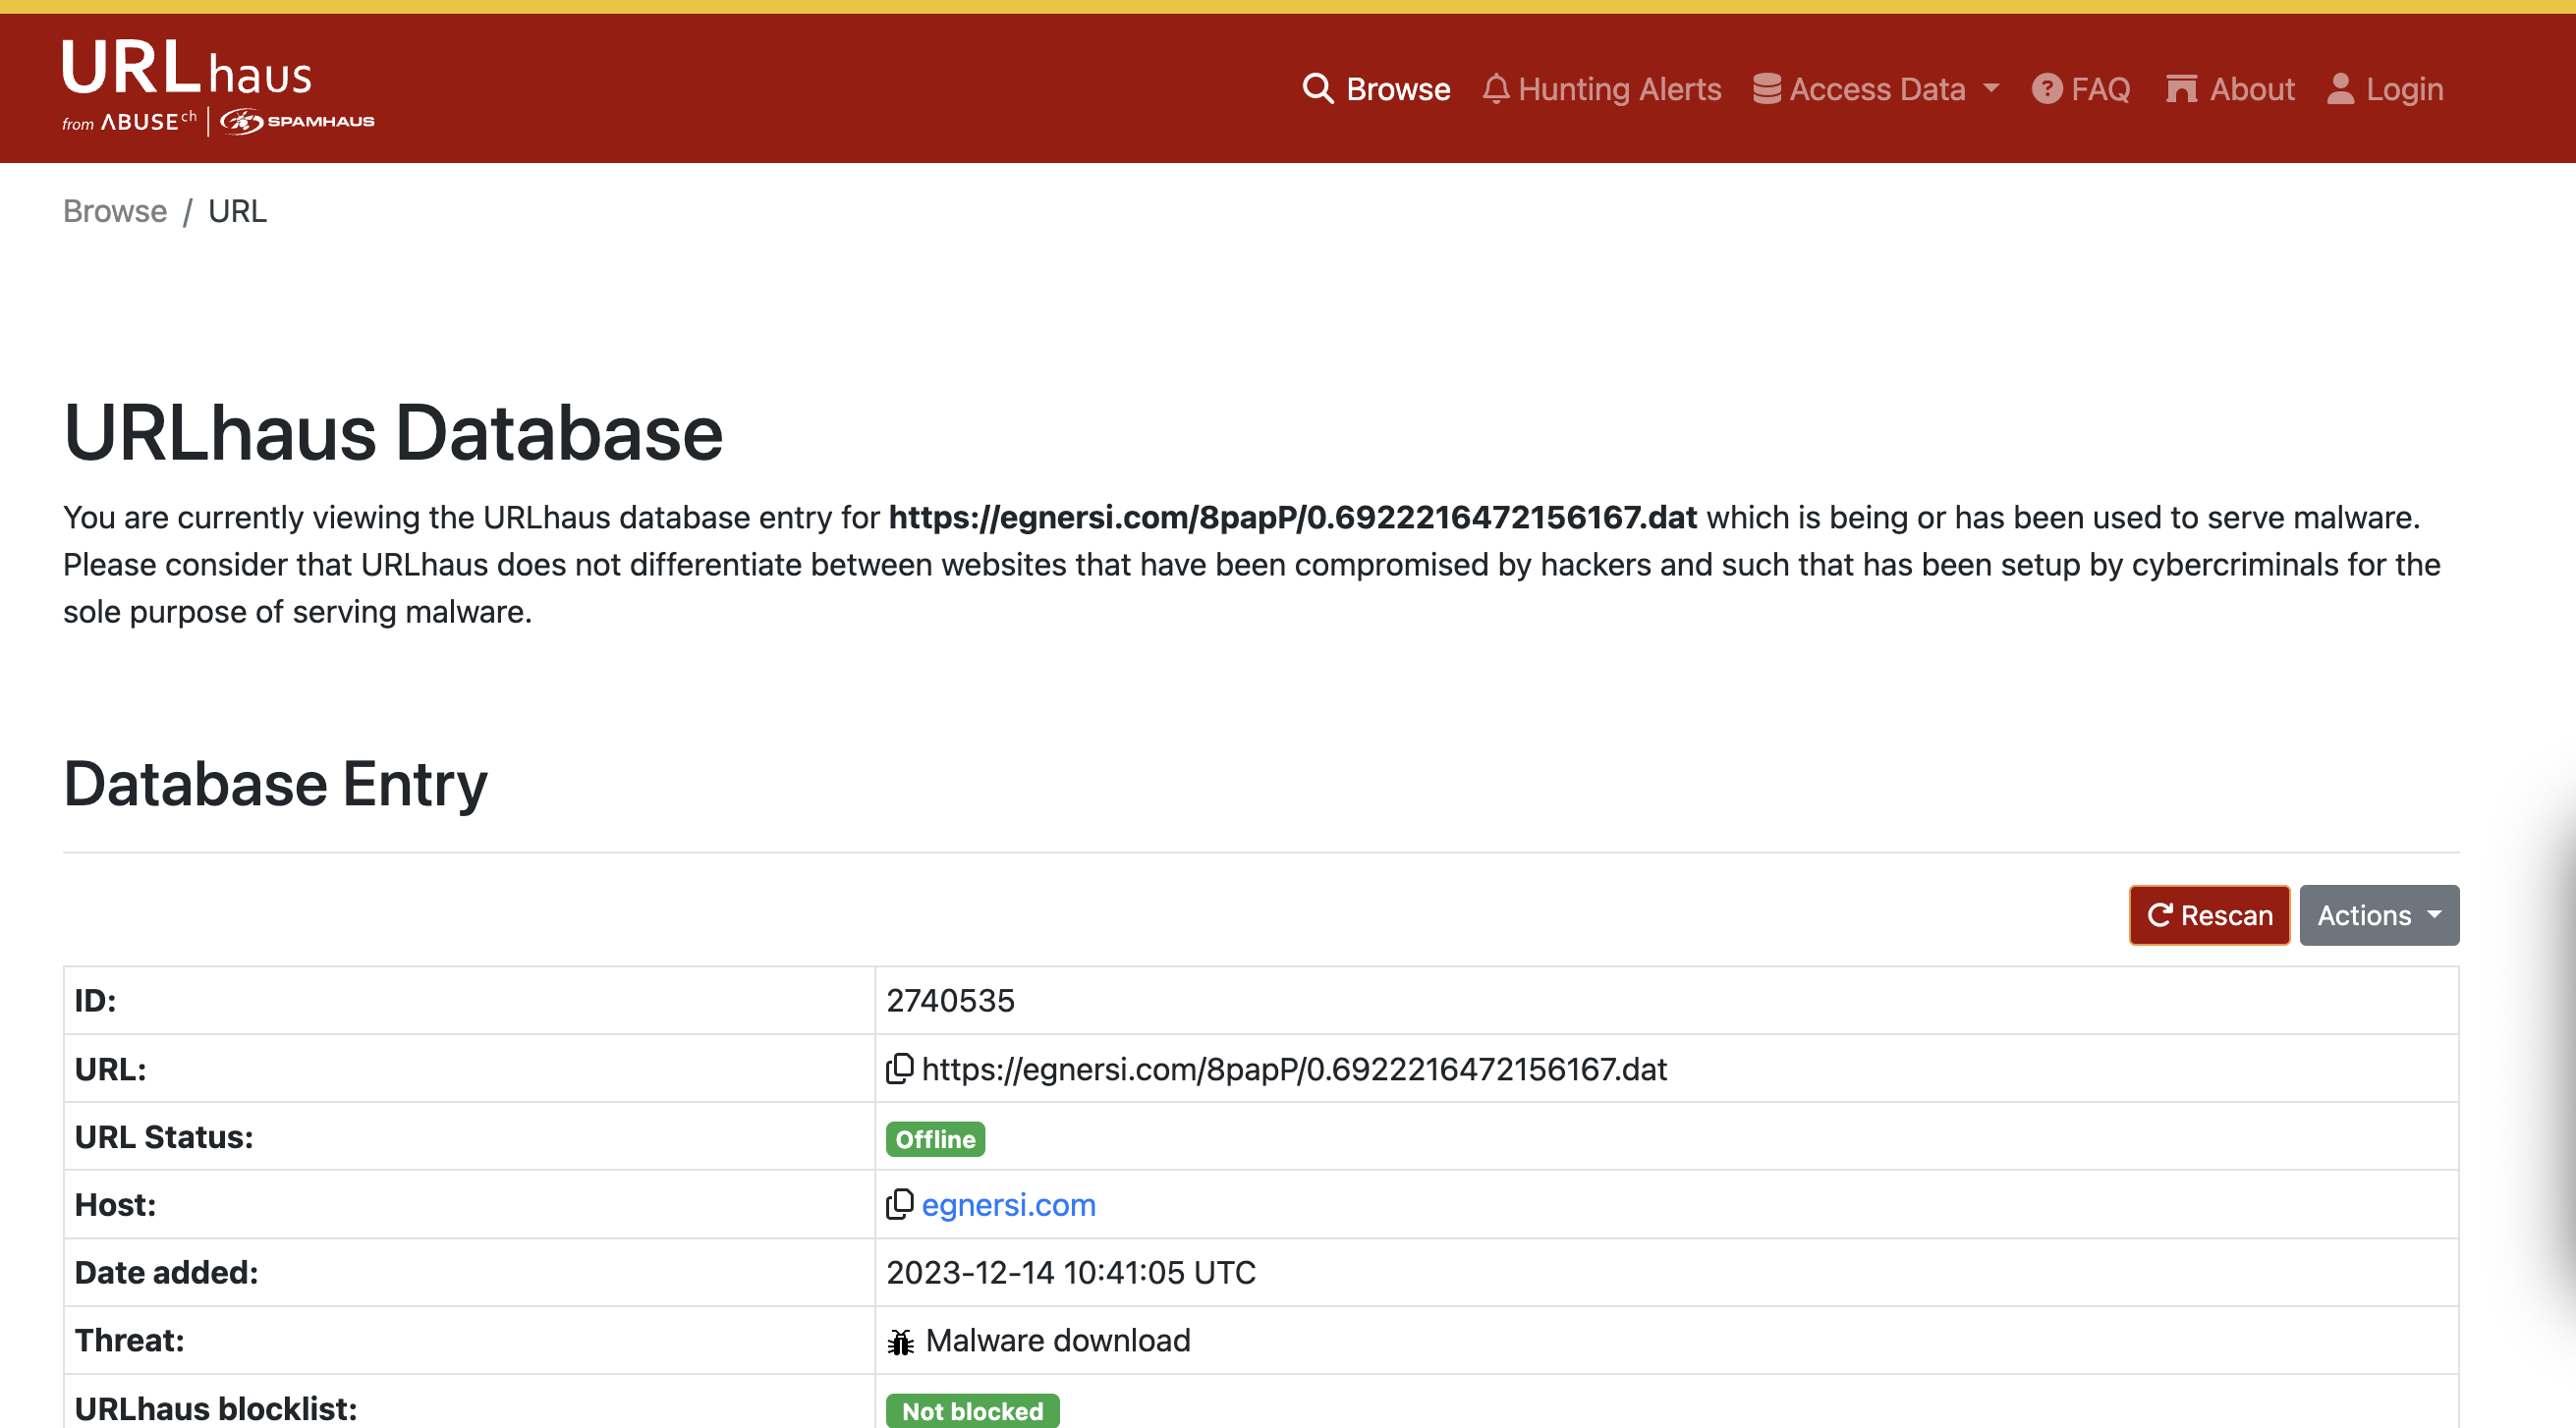 URLhaus
from ABUSE ch | SPAMHAUS
Browse Hunting Alerts Access Data FAQ About Login
Browse / URL
URLhaus Database
You are currently viewing the URLhaus database entry for https://egnersi.com/8papP/0.6922216472156167.dat which is being or has been used to serve malware.
Please consider that URLhaus does not differentiate between websites that have been compromised by hackers and such that has been setup by cybercriminals for the
sole purpose of serving malware.
Database Entry
Rescan Actions
ID: 2740535
URL: https://egnersi.com/8papP/0.6922216472156167.dat
URL Status: Offline
Host: egnersi.com
Date added: 2023-12-14 10:41:05 UTC
Threat: Malware download
URLhaus blocklist: Not blocked